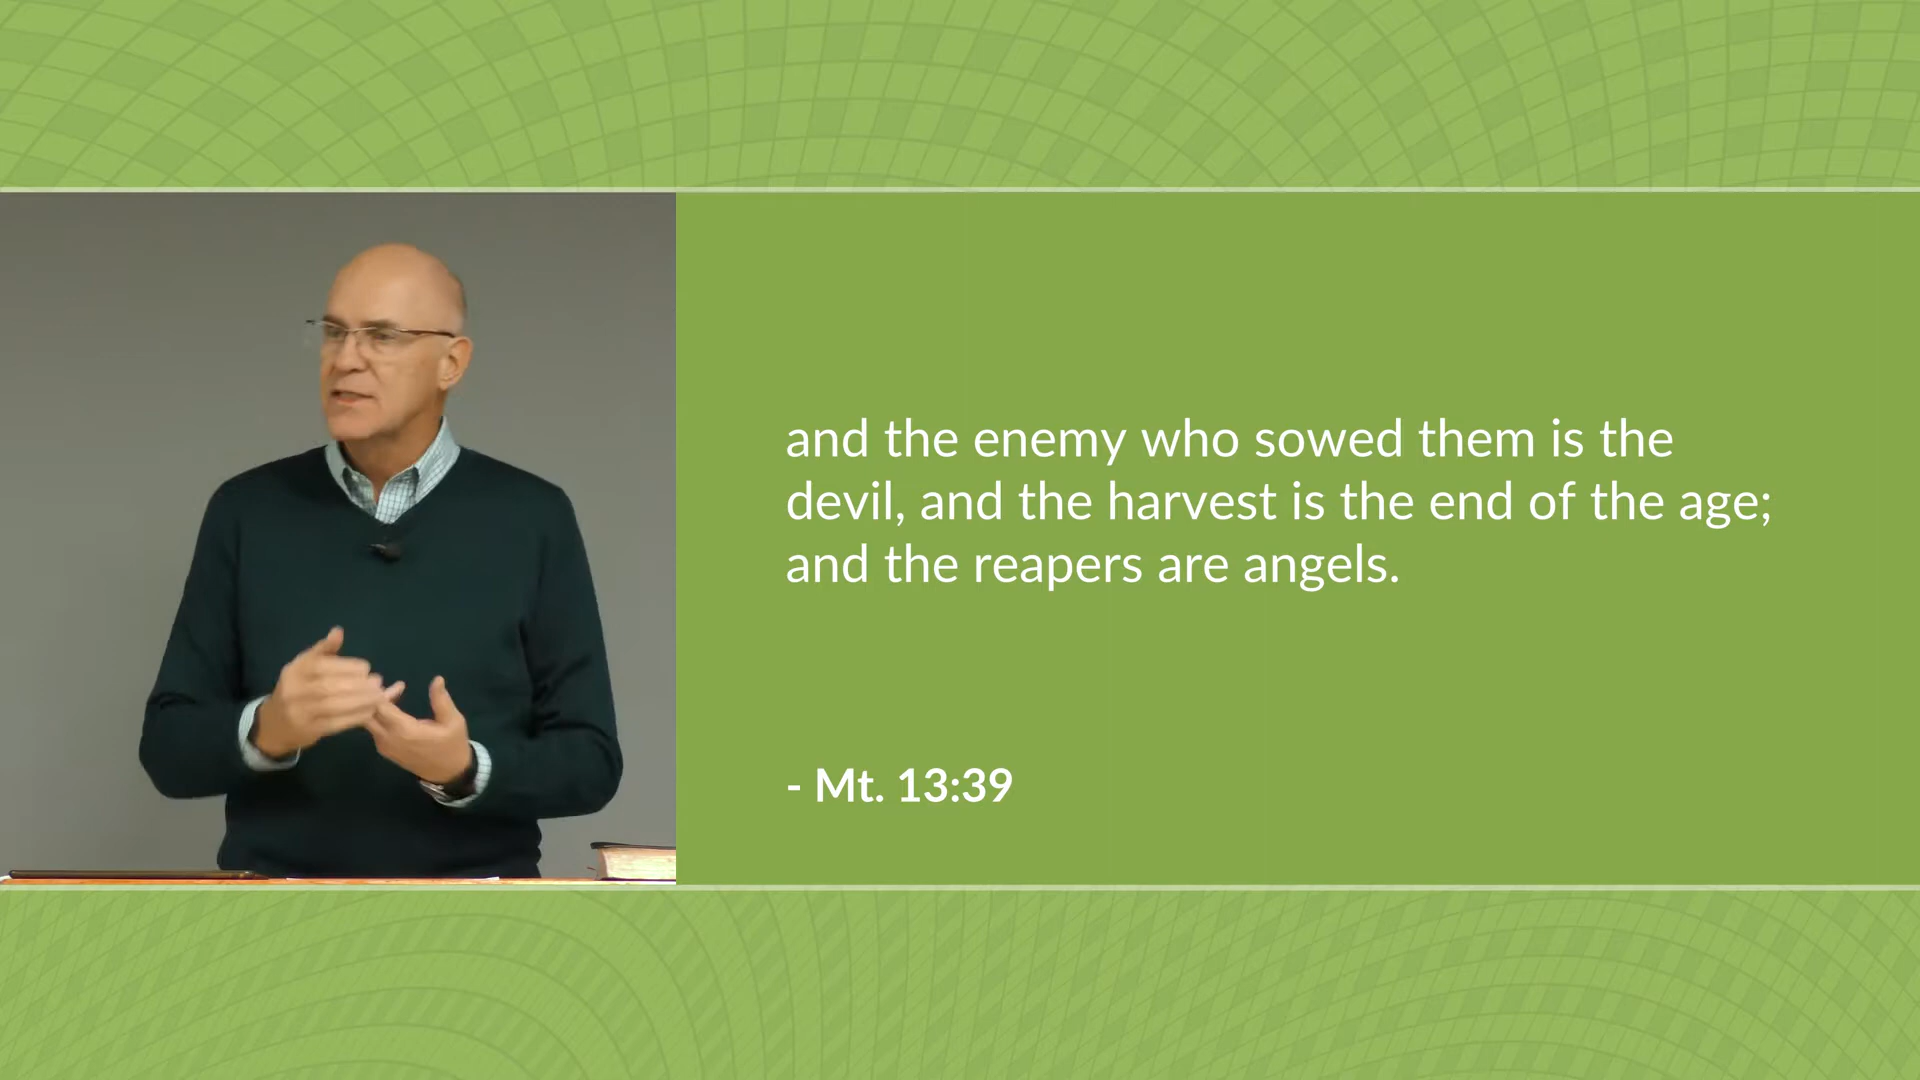 and the enemy who sowed them is the
devil, and the harvest is the end of the age;
and the reapers are angels.
- Mt. 13:39